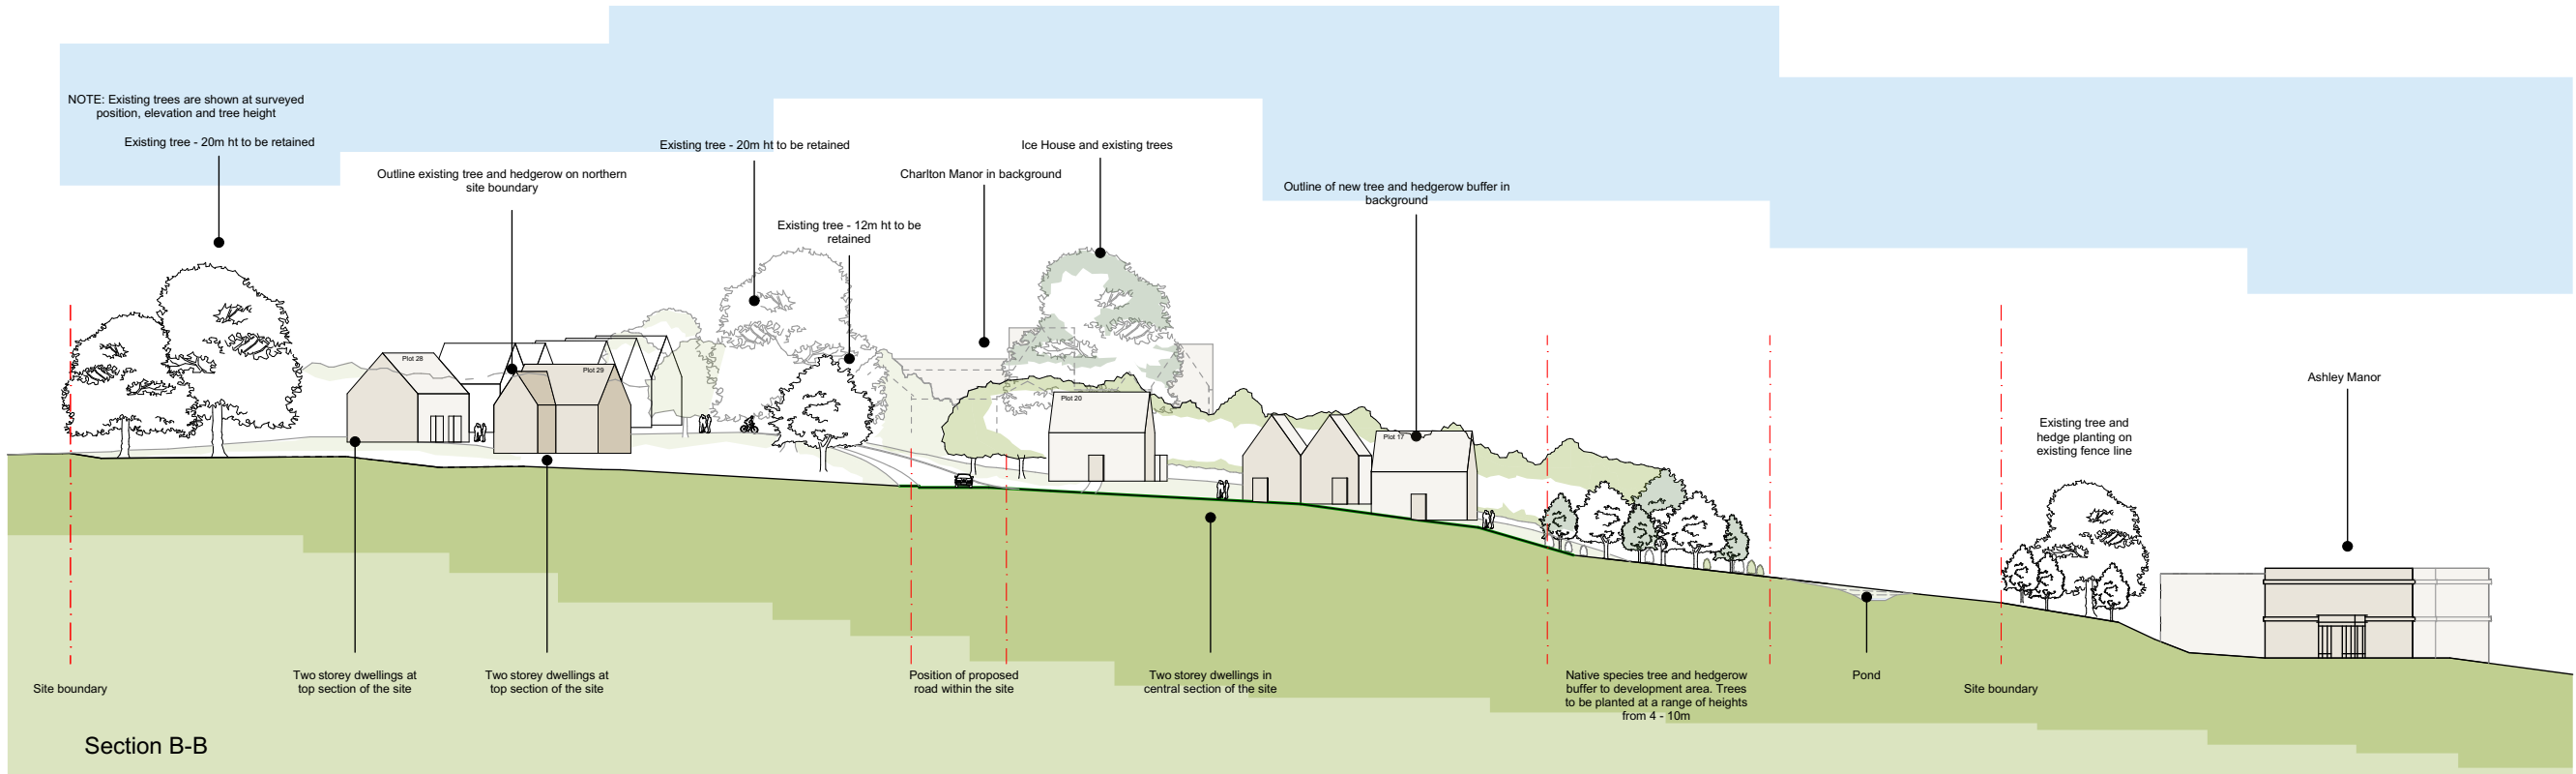 NOTE: Existing trees are shown at surveyed
position, elevation and tree height
Existing tree - 20m ht to be retained
Outline existing tree and hedgerow on northern
site boundary
Existing tree - 20m ht to be retained
Existing tree - 12m ht to be
retained
Charlton Manor in background
Ice House and existing trees
Outline of new tree and hedgerow buffer in
background
Ashley Manor
Existing tree and
hedge planting on
existing fence line
Plot 28
Plot 29
Plot 20
Plot 17
Site boundary
Two storey dwellings at
top section of the site
Two storey dwellings at
top section of the site
Position of proposed
road within the site
Two storey dwellings in
central section of the site
Native species tree and hedgerow
buffer to development area. Trees
to be planted at a range of heights
from 4 - 10m
Pond
Site boundary
Section B-B